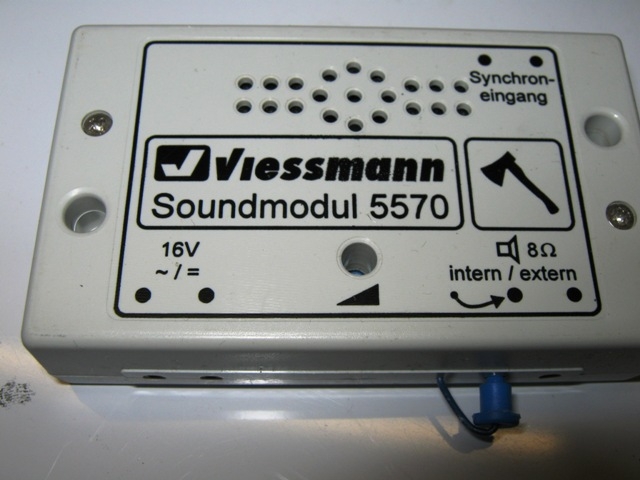 Synchron-
eingang
Viessmann
Soundmodul 5570
16V
~ / =
8Ω
intern / extern